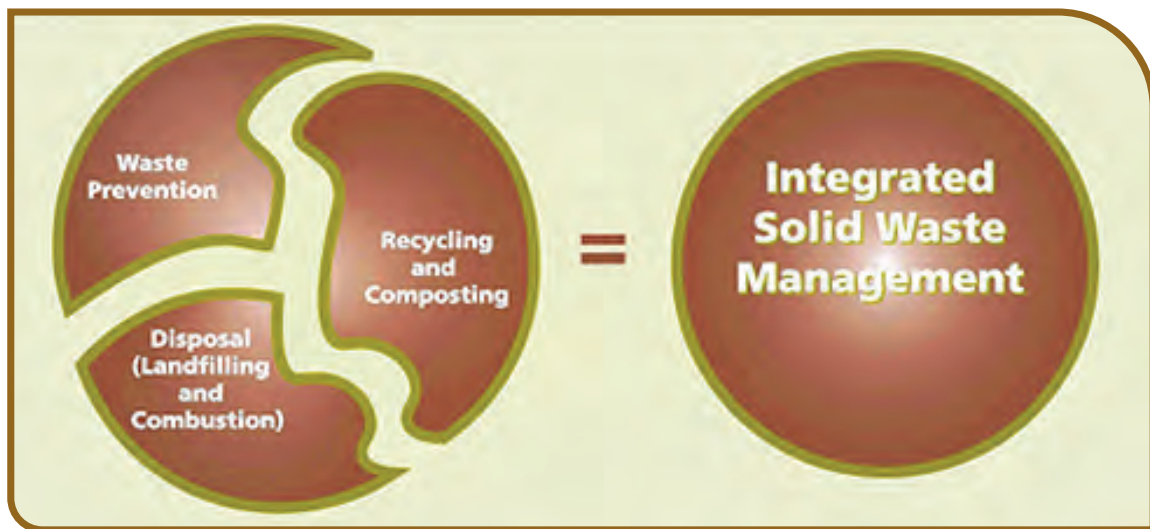 Waste
Prevention
Recycling
and
Composting
Disposal
(Landfilling
and
Combustion)
=
Integrated
Solid Waste
Management